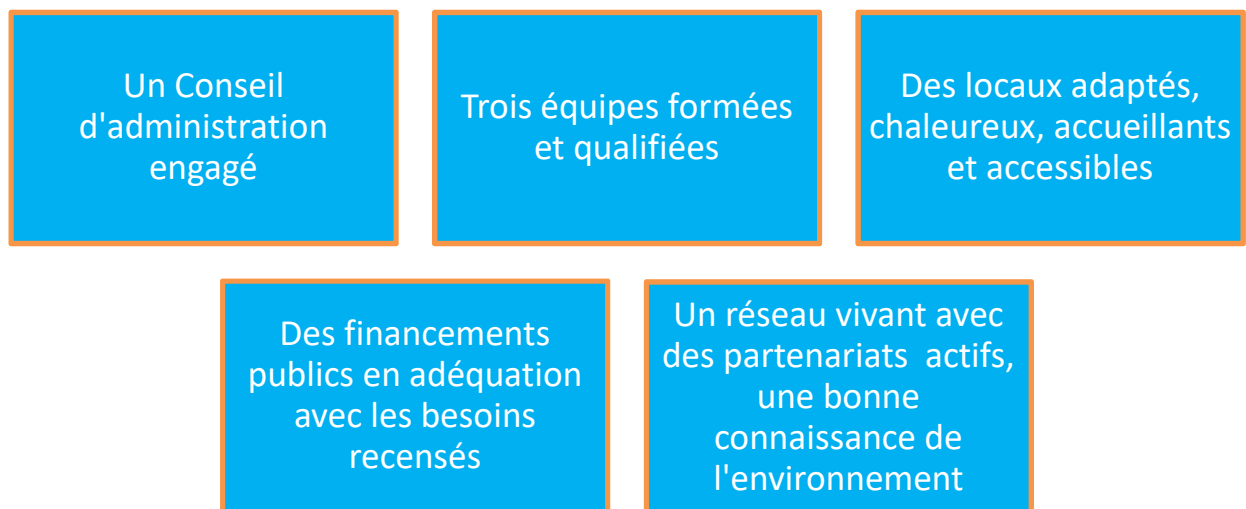 Un Conseil
d'administration
engagé
Trois équipes formées
et qualifiées
Des locaux adaptés,
chaleureux, accueillants
et accessibles
Des financements
publics en adéquation
avec les besoins
recensés
Un réseau vivant avec
des partenariats  actifs,
une bonne
connaissance de
l'environnement